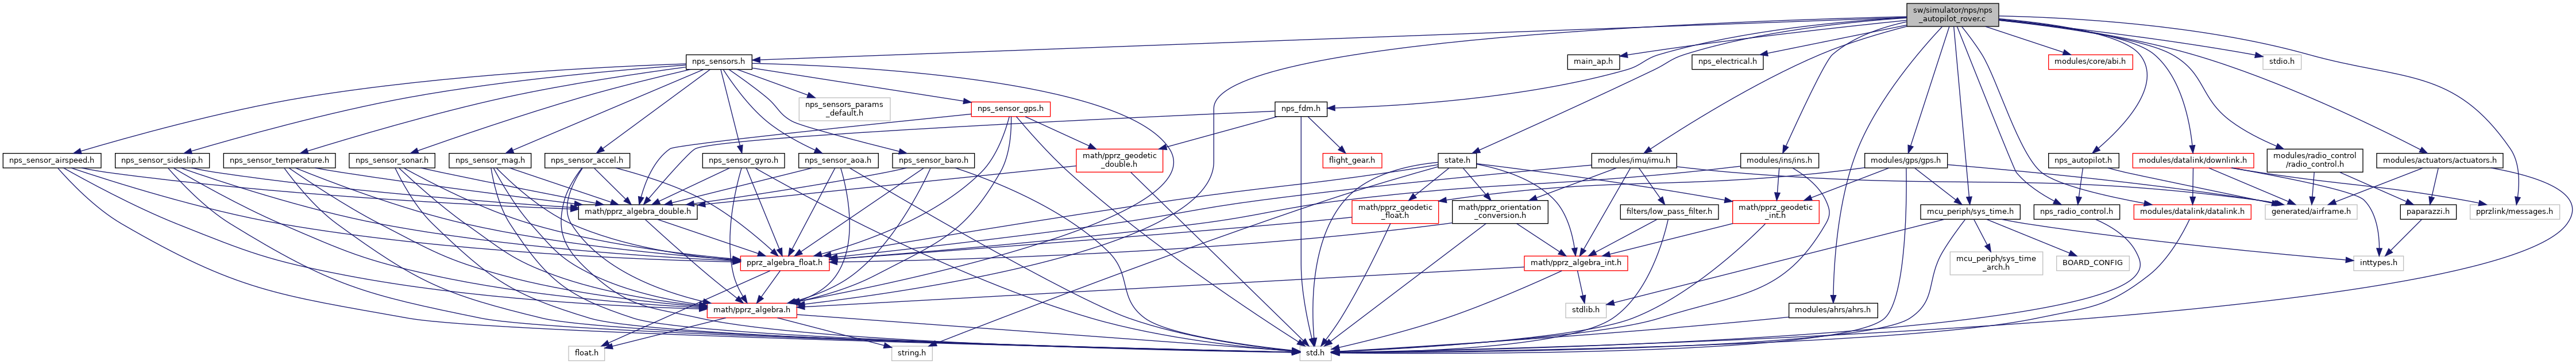 sw/simulator/nps/nps
_autopilot_rover.c
nps_sensors.h
main_ap.h
nps_electrical.h
modules/core/abi.h
stdio.h
nps_sensors_params
_default.h
nps_sensor_gps.h
nps_fdm.h
nps_sensor_airspeed.h
nps_sensor_sideslip.h
nps_sensor_temperature.h
nps_sensor_sonar.h
nps_sensor_mag.h
nps_sensor_accel.h
nps_sensor_gyro.h
nps_sensor_aoa.h
nps_sensor_baro.h
math/pprz_geodetic
_double.h
flight_gear.h
state.h
modules/imu/imu.h
modules/ins/ins.h
modules/gps/gps.h
nps_autopilot.h
modules/datalink/downlink.h
modules/radio_control
/radio_control.h
modules/actuators/actuators.h
math/pprz_algebra_double.h
math/pprz_geodetic
_float.h
math/pprz_orientation
_conversion.h
filters/low_pass_filter.h
math/pprz_geodetic
_int.h
mcu_periph/sys_time.h
nps_radio_control.h
modules/datalink/datalink.h
generated/airframe.h
paparazzi.h
pprzlink/messages.h
pprz_algebra_float.h
math/pprz_algebra_int.h
mcu_periph/sys_time
_arch.h
BOARD_CONFIG
inttypes.h
math/pprz_algebra.h
stdlib.h
modules/ahrs/ahrs.h
float.h
string.h
std.h